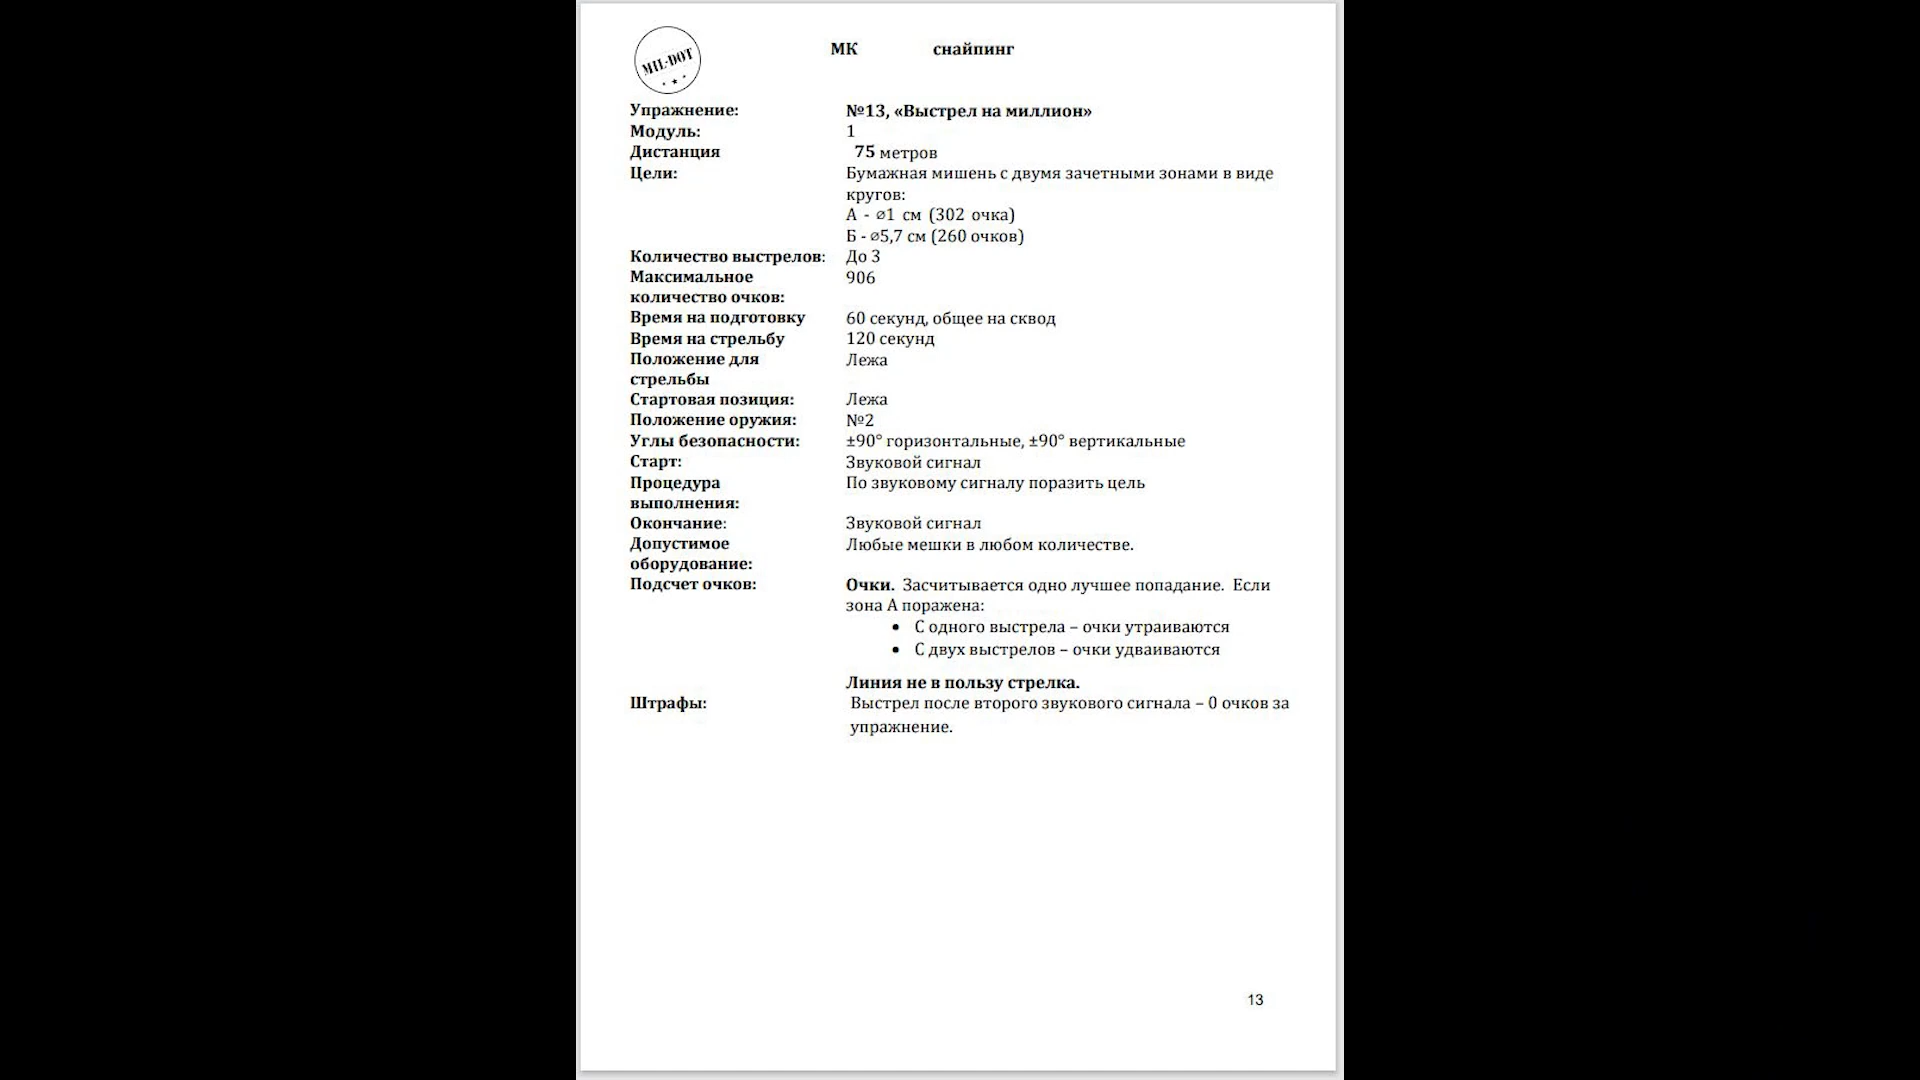 MIL-DOT
МК снайпинг
Упражнение: №13, «Выстрел на миллион»
Модуль: 1
Дистанция 75 метров
Цели: Бумажная мишень с двумя зачетными зонами в виде
кругов:
А - ⌀1 см (302 очка)
Б - ⌀5,7 см (260 очков)
Количество выстрелов: До 3
Максимальное 906
количество очков:
Время на подготовку 60 секунд, общее на сквод
Время на стрельбу 120 секунд
Положение для Лежа
стрельбы
Стартовая позиция: Лежа
Положение оружия: №2
Углы безопасности: ±90° горизонтальные, ±90° вертикальные
Старт: Звуковой сигнал
Процедура По звуковому сигналу поразить цель
выполнения:
Окончание: Звуковой сигнал
Допустимое Любые мешки в любом количестве.
оборудование:
Подсчет очков: Очки. Засчитывается одно лучшее попадание. Если
зона А поражена:
• С одного выстрела – очки утраиваются
• С двух выстрелов – очки удваиваются
Линия не в пользу стрелка.
Штрафы: Выстрел после второго звукового сигнала – 0 очков за
упражнение.
13